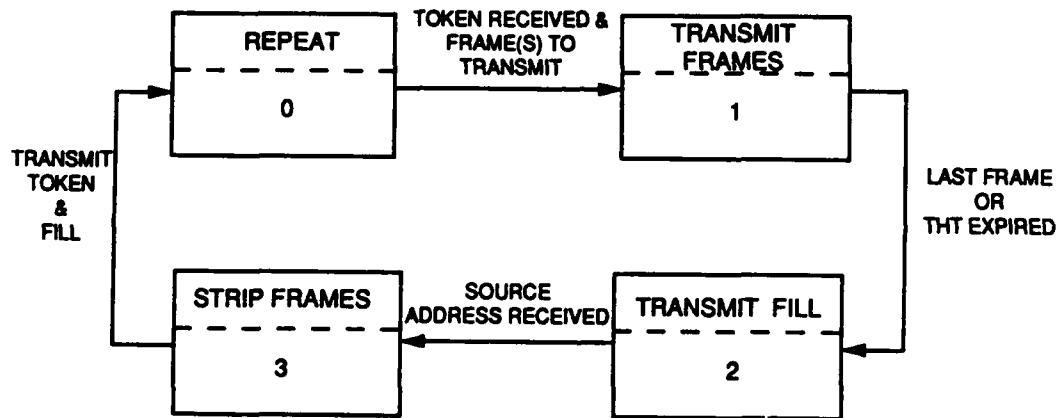 REPEAT
0
TOKEN RECEIVED &
FRAME(S) TO
TRANSMIT
TRANSMIT
FRAMES
1
TRANSMIT
TOKEN
&
FILL
LAST FRAME
OR
THT EXPIRED
STRIP FRAMES
3
SOURCE
ADDRESS RECEIVED
TRANSMIT FILL
2